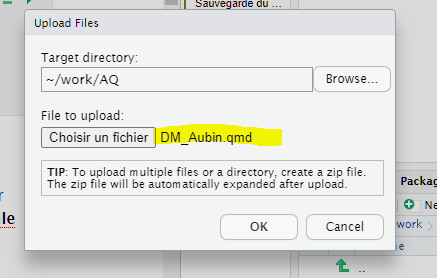 Sauvegarde du ...
Upload Files
Target directory:
~/work/AQ
Browse...
File to upload:
Choisir un fichier DM_Aubin.qmd
TIP: To upload multiple files or a directory, create a zip file.
The zip file will be automatically expanded after upload.
OK
Cancel
Packag
Ne
work
me
r
le
..